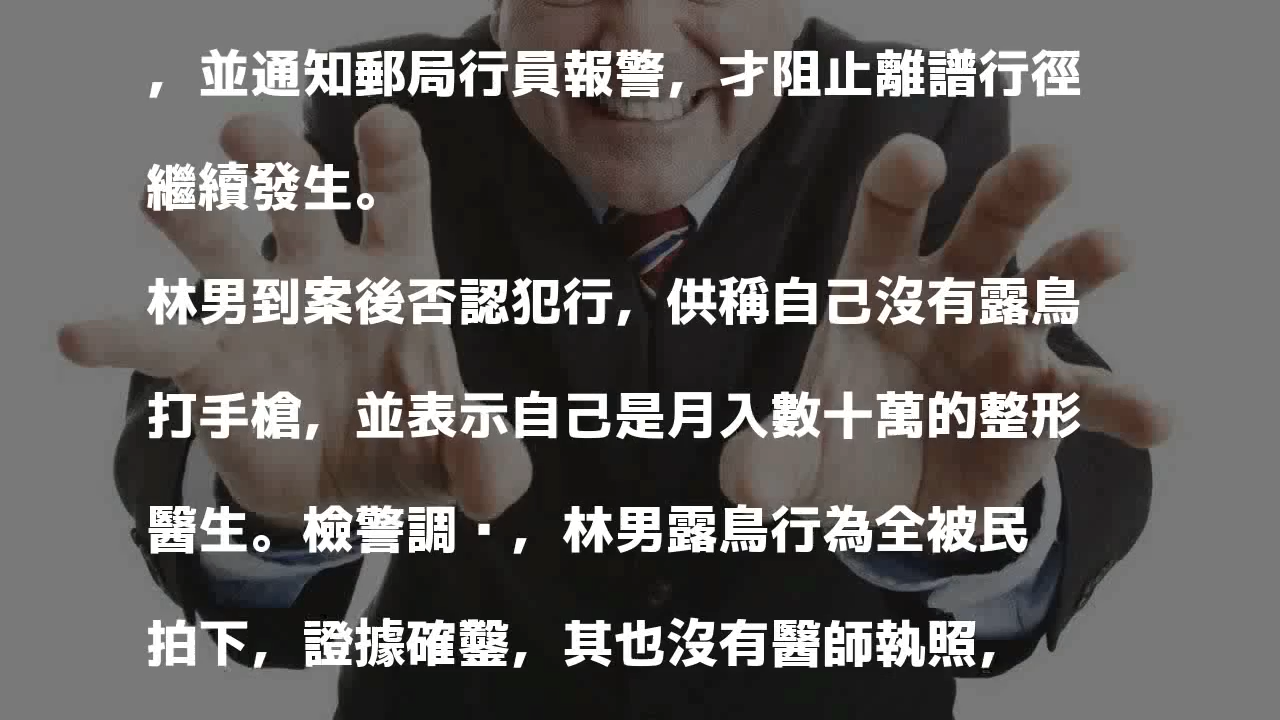 ，並通知郵局行員報警，才阻止離譜行徑
繼續發生。
林男到案後否認犯行，供稱自己沒有露鳥
打手槍，並表示自己是月入數十萬的整形
醫生。檢警調·，林男露鳥行為全被民
拍下，證據確鑿，其也沒有醫師執照，